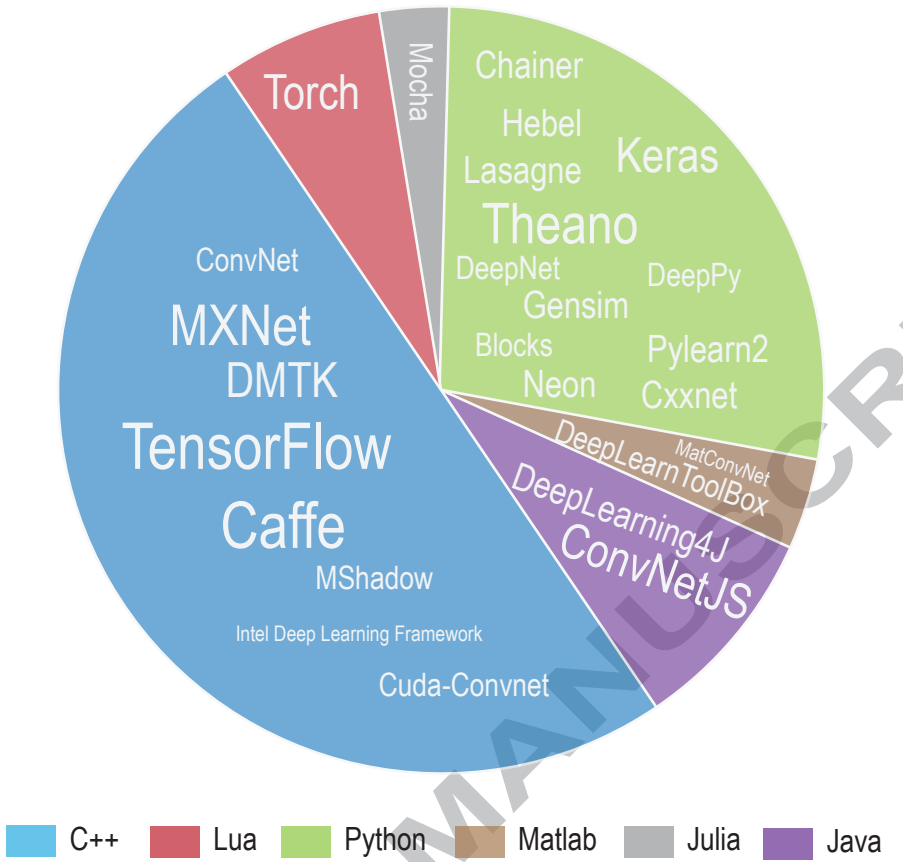 Mocha
Torch
Chainer
Hebel
Keras
Lasagne
Theano
DeepNet
DeepPy
Gensim
Blocks
Pylearn2
Neon
Cxxnet
ConvNet
MXNet
DMTK
TensorFlow
Caffe
MShadow
Intel Deep Learning Framework
Cuda-Convnet
MatConvNet
DeepLearnToolBox
DeepLearning4J
ConvNetJS
MANUSCR
C++ Lua Python Matlab Julia Java